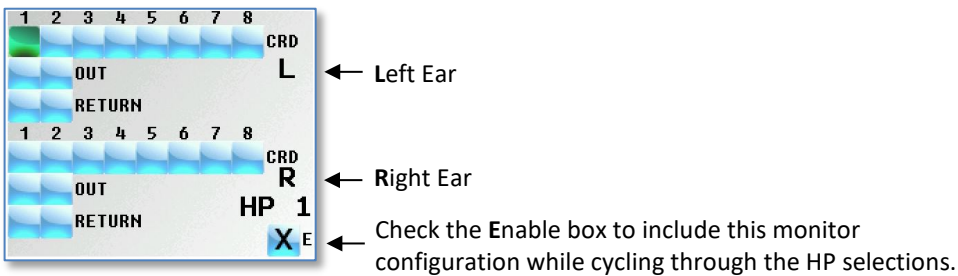 1 2 3 4 5 6 7 8
CRD
OUT
L
Left Ear
RETURN
1 2 3 4 5 6 7 8
CRD
OUT
R
Right Ear
RETURN
HP 1
X E
Check the Enable box to include this monitor
configuration while cycling through the HP selections.